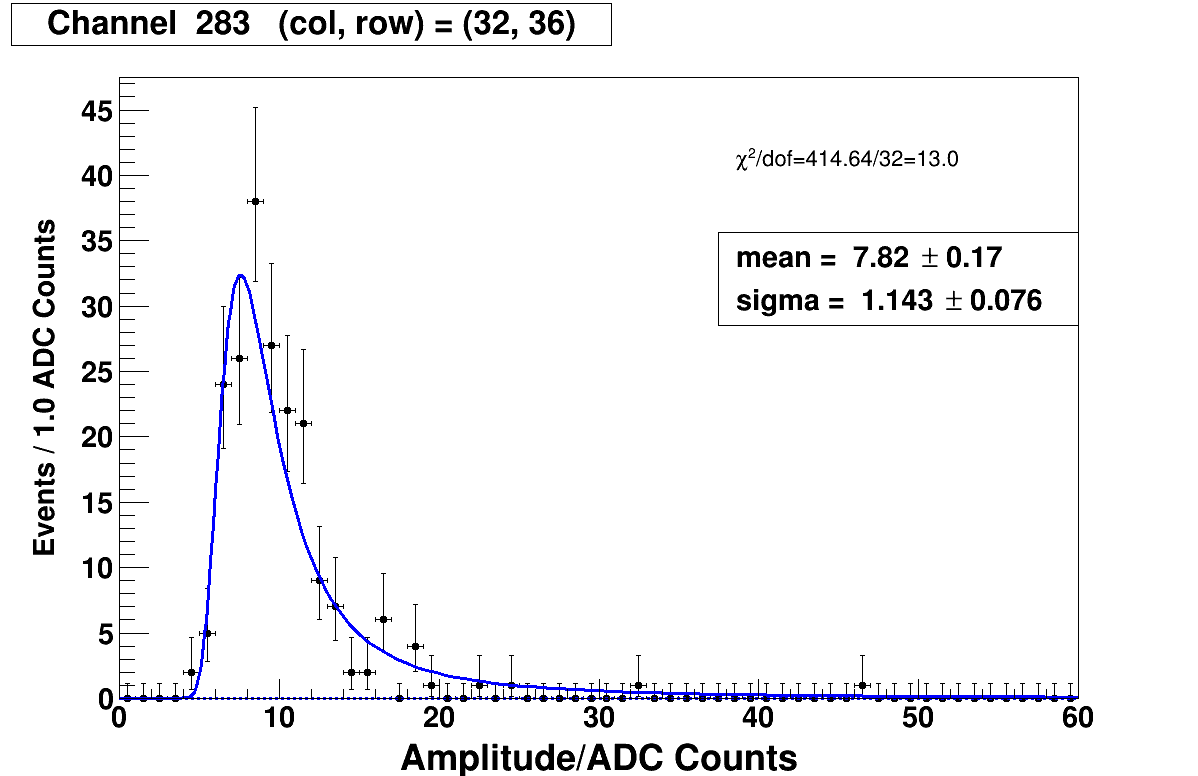 Channel  283   (col, row) = (32, 36)
45
40
35
30
25
20
15
10
5
0
Events / 1.0 ADC Counts
χ²/dof=414.64/32=13.0
mean =  7.82 ± 0.17
sigma =  1.143 ± 0.076
0 10 20 30 40 50 60
Amplitude/ADC Counts